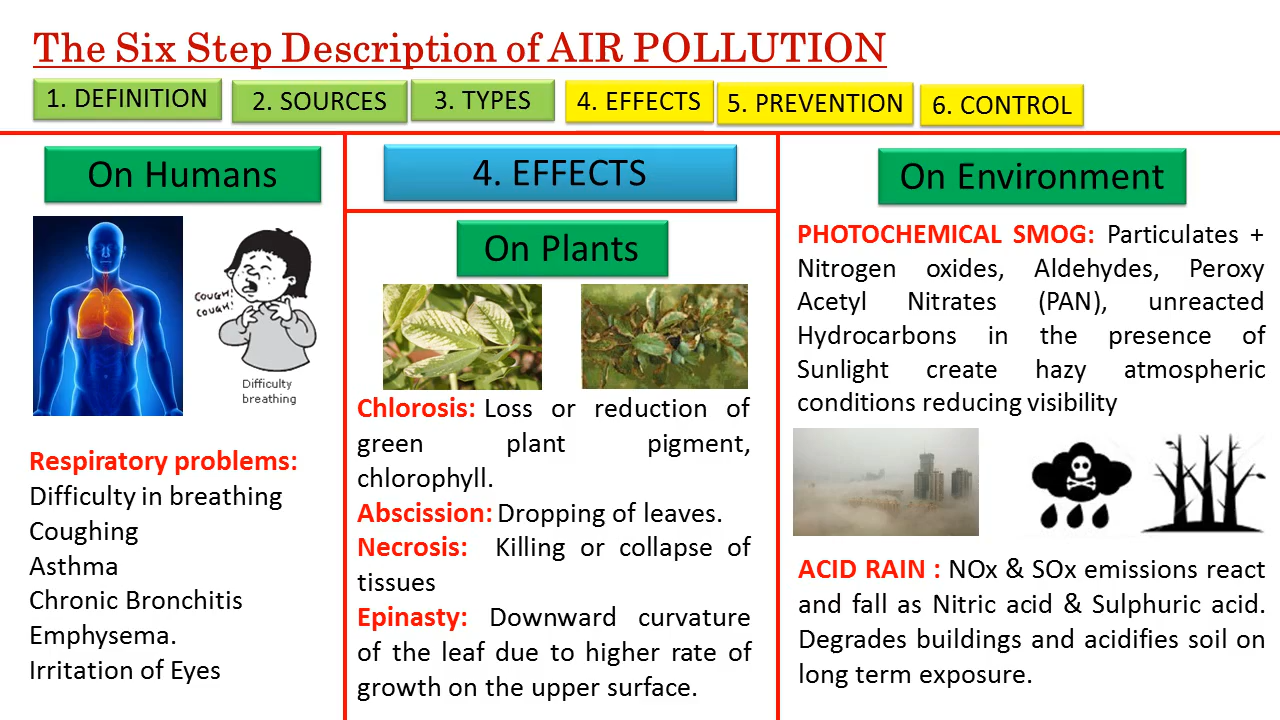 The Six Step Description of AIR POLLUTION
1. DEFINITION
2. SOURCES
3. TYPES
4. EFFECTS
5. PREVENTION
6. CONTROL
On Humans
COUGH!
COUGH!
Difficulty
breathing
Respiratory problems:
Difficulty in breathing
Coughing
Asthma
Chronic Bronchitis
Emphysema.
Irritation of Eyes
4. EFFECTS
On Plants
Chlorosis: Loss or reduction of
green plant pigment,
chlorophyll.
Abscission: Dropping of leaves.
Necrosis: Killing or collapse of
tissues
Epinasty: Downward curvature
of the leaf due to higher rate of
growth on the upper surface.
On Environment
PHOTOCHEMICAL SMOG: Particulates +
Nitrogen oxides, Aldehydes, Peroxy
Acetyl Nitrates (PAN), unreacted
Hydrocarbons in the presence of
Sunlight create hazy atmospheric
conditions reducing visibility
ACID RAIN : NOx & SOx emissions react
and fall as Nitric acid & Sulphuric acid.
Degrades buildings and acidifies soil on
long term exposure.